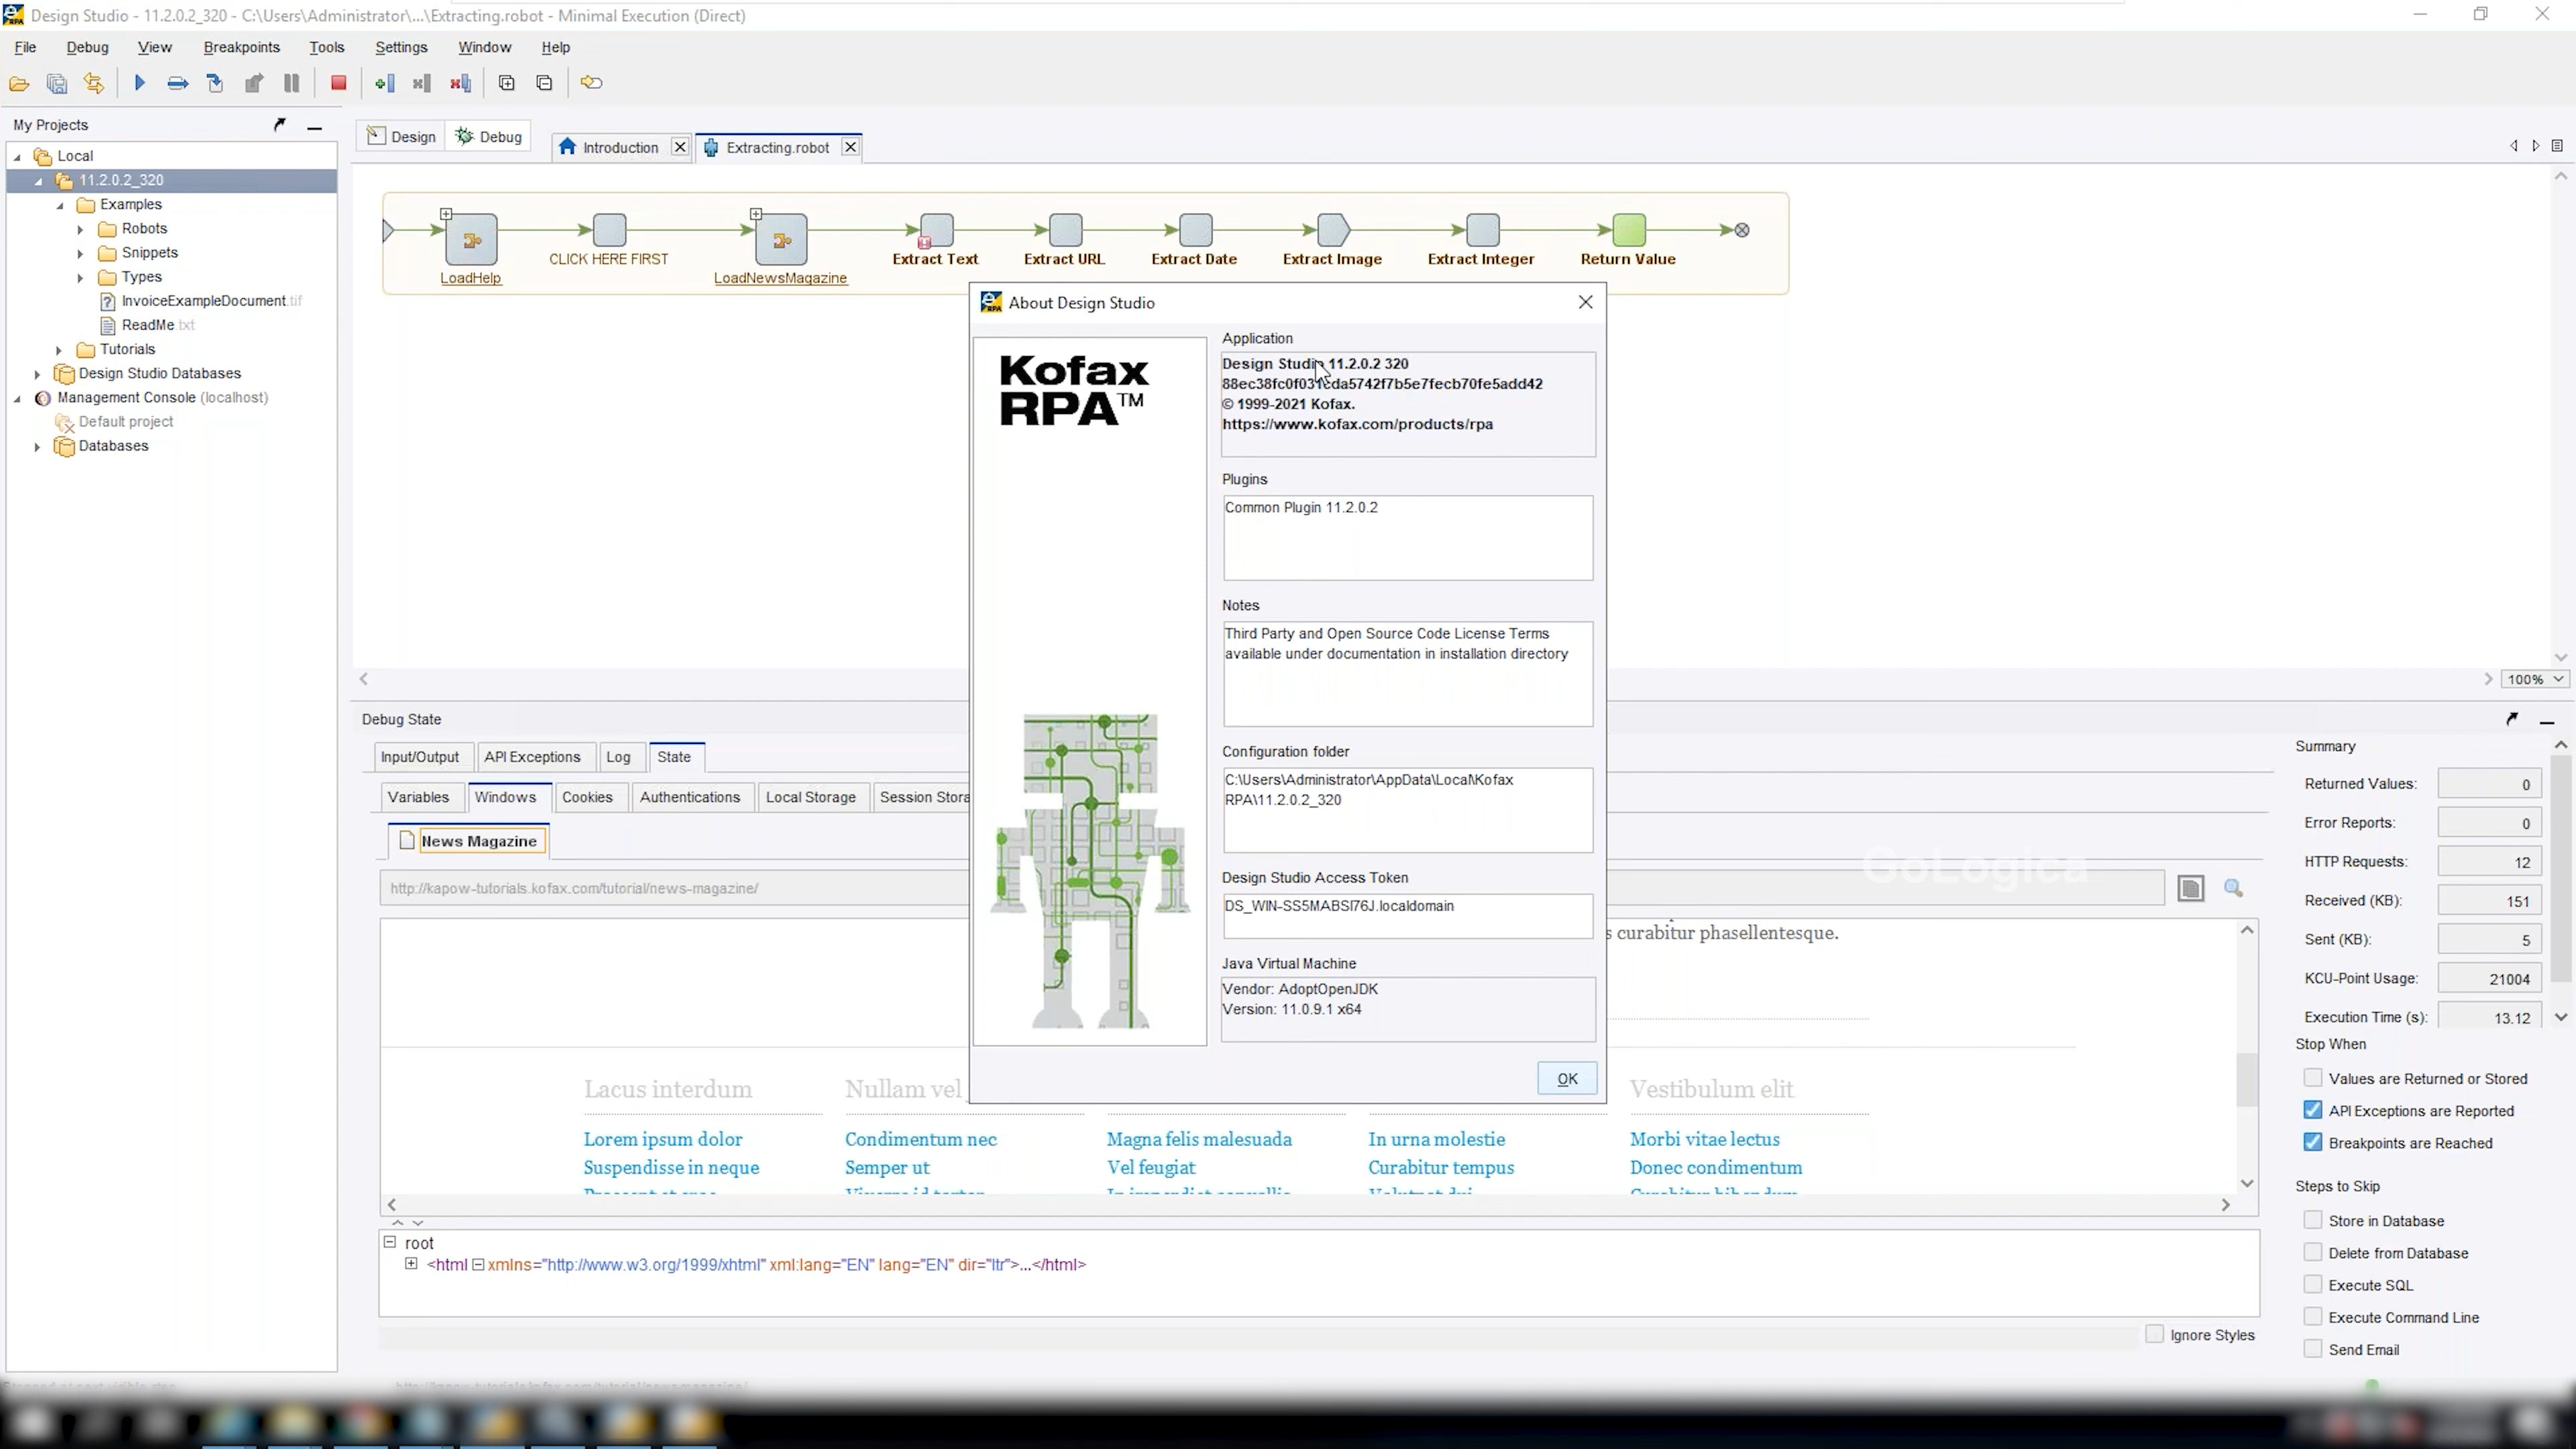 Design Studio - 11.2.0.2_320 - C:\Users\Administrator\...\Extracting.robot - Minimal Execution (Direct)
File Debug View Breakpoints Tools Settings Window Help
My Projects
Design Debug Introduction Extracting.robot
Local
11.2.0.2_320
Examples
Robots
Snippets
Types
InvoiceExampleDocument.tif
ReadMe.txt
Tutorials
Design Studio Databases
Management Console (localhost)
Default project
Databases
LoadHelp
CLICK HERE FIRST
LoadNewsMagazine
Extract Text
Extract URL
Extract Date
Extract Image
Extract Integer
Return Value
About Design Studio
Kofax
RPA™
Application
Design Studio 11.2.0.2 320
© 1999-2021 Kofax.
https://www.kofax.com/products/rpa
Plugins
Common Plugin 11.2.0.2
Notes
Third Party and Open Source Code License Terms
available under documentation in installation directory
Configuration folder
C:\Users\Administrator\AppData\Local\Kofax
RPA\11.2.0.2_320
Design Studio Access Token
DS_WIN-SS5MABSI76J.localdomain
Java Virtual Machine
Vendor: AdoptOpenJDK
Version: 11.0.9.1 x64
OK
100%
Debug State
Input/Output API Exceptions Log State
Variables Windows Cookies Authentications Local Storage Session Stora
News Magazine
http://kapow-tutorials.kofax.com/tutorial/news-magazine/
GoLogica
s curabitur phasellentesque.
Lacus interdum
Lorem ipsum dolor
Suspendisse in neque
Nullam vel
Condimentum nec
Semper ut
Magna felis malesuada
Vel feugiat
In urna molestie
Curabitur tempus
Vestibulum elit
Morbi vitae lectus
Donec condimentum
root
<html xmlns="http://www.w3.org/1999/xhtml" xml:lang="EN" lang="EN" dir="ltr">...</html>
Ignore Styles
Summary
Returned Values: 0
Error Reports: 0
HTTP Requests: 12
Received (KB): 151
Sent (KB): 5
KCU-Point Usage: 21004
Execution Time (s): 13.12
Stop When
Values are Returned or Stored
API Exceptions are Reported
Breakpoints are Reached
Steps to Skip
Store in Database
Delete from Database
Execute SQL
Execute Command Line
Send Email